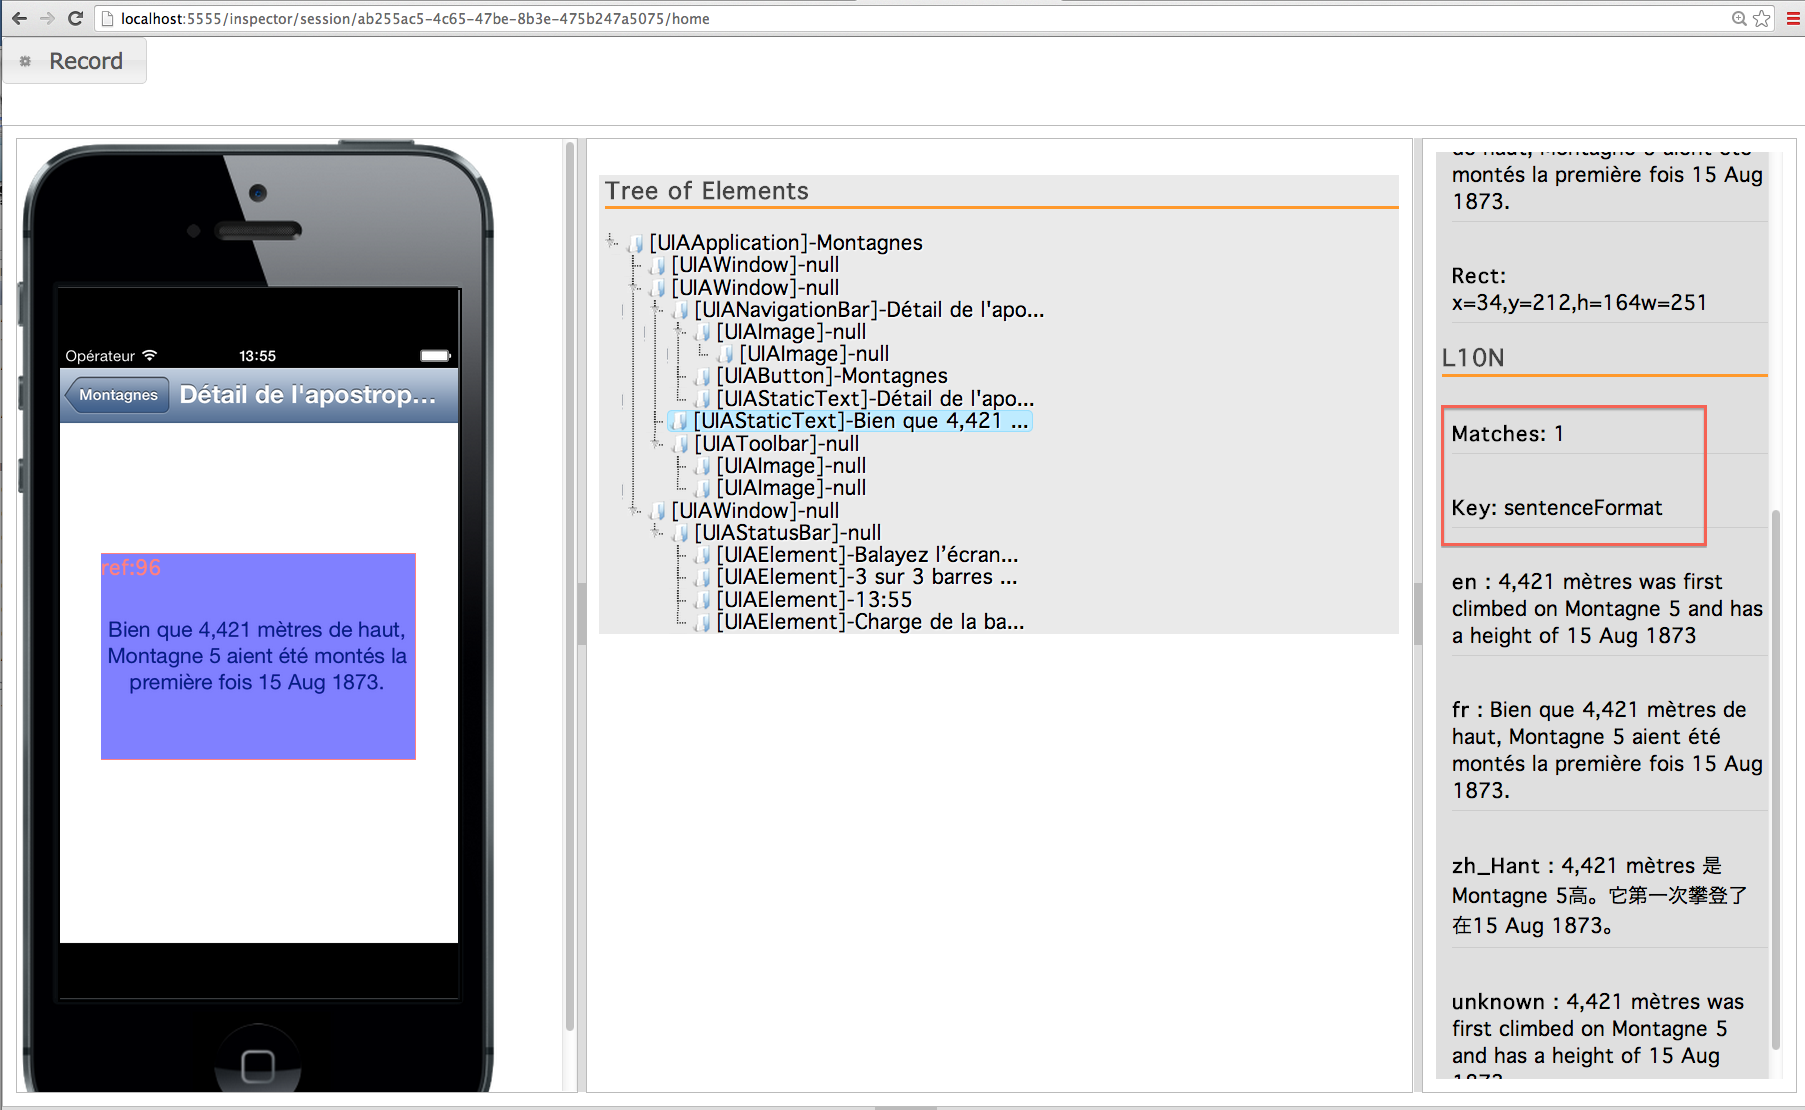 localhost:5555/inspector/session/ab255ac5-4c65-47be-8b3e-475b247a5075/home
Record
Opérateur 13:55
Montagnes Détail de l'apostrop...
ref:96
Bien que 4,421 mètres de haut,
Montagne 5 aient été montés la
première fois 15 Aug 1873.
Tree of Elements
[UIAApplication]-Montagnes
[UIAWindow]-null
[UIAWindow]-null
[UIANavigationBar]-Détail de l'apo...
[UIAImage]-null
[UIAImage]-null
[UIAButton]-Montagnes
[UIAStaticText]-Détail de l'apo...
[UIAStaticText]-Bien que 4,421 ...
[UIAToolbar]-null
[UIAImage]-null
[UIAImage]-null
[UIAWindow]-null
[UIAStatusBar]-null
[UIAElement]-Balayez l’écran...
[UIAElement]-3 sur 3 barres ...
[UIAElement]-13:55
[UIAElement]-Charge de la ba...
de haut, Montagne 5 aient été
montés la première fois 15 Aug
1873.
Rect:
x=34,y=212,h=164w=251
L10N
Matches: 1
Key: sentenceFormat
en : 4,421 mètres was first
climbed on Montagne 5 and has
a height of 15 Aug 1873
fr : Bien que 4,421 mètres de
haut, Montagne 5 aient été
montés la première fois 15 Aug
1873.
zh_Hant : 4,421 mètres 是
Montagne 5高。它第一次攀登了
在15 Aug 1873。
unknown : 4,421 mètres was
first climbed on Montagne 5
and has a height of 15 Aug
1873